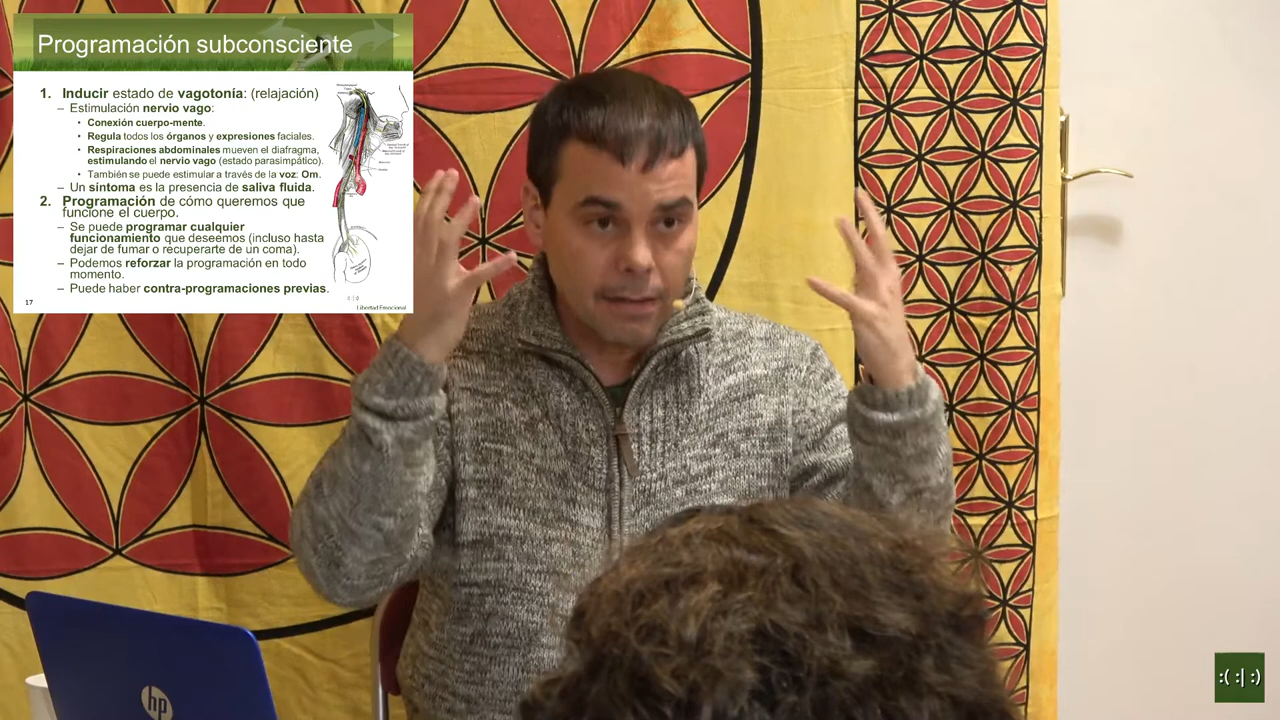 Programación subconsciente
1. Inducir estado de vagotonía: (relajación)
– Estimulación nervio vago:
• Conexión cuerpo-mente.
• Regula todos los órganos y expresiones faciales.
• Respiraciones abdominales mueven el diafragma,
estimulando el nervio vago (estado parasimpático).
• También se puede estimular a través de la voz: Om.
– Un síntoma es la presencia de saliva fluida.
2. Programación de cómo queremos que
funcione el cuerpo.
– Se puede programar cualquier
funcionamiento que deseemos (incluso hasta
dejar de fumar o recuperarte de un coma).
– Podemos reforzar la programación en todo
momento.
– Puede haber contra-programaciones previas.
17
Libertad Emocional
hp
:( :| :)